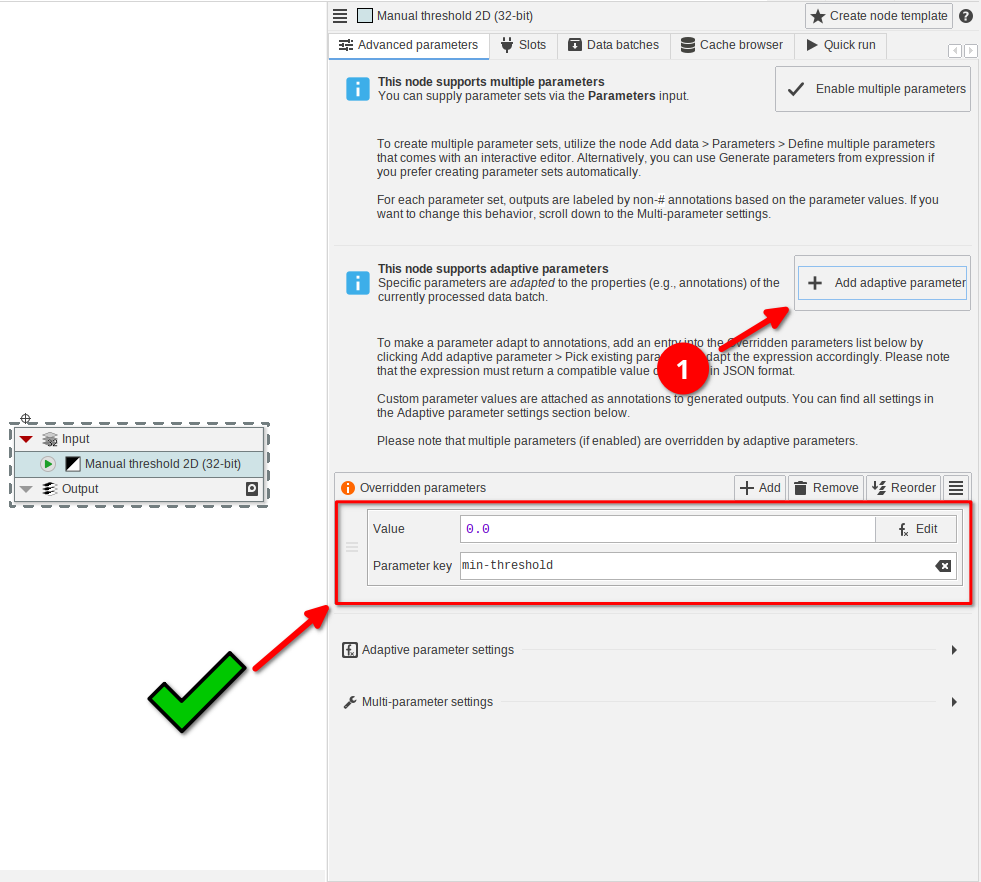 Manual threshold 2D (32-bit)
Create node template
Advanced parameters
Slots
Data batches
Cache browser
Quick run
This node supports multiple parameters
You can supply parameter sets via the Parameters input.
Enable multiple parameters
To create multiple parameter sets, utilize the node Add data > Parameters > Define multiple parameters
that comes with an interactive editor. Alternatively, you can use Generate parameters from expression if
you prefer creating parameter sets automatically.
For each parameter set, outputs are labeled by non-# annotations based on the parameter values. If you
want to change this behavior, scroll down to the Multi-parameter settings.
This node supports adaptive parameters
Specific parameters are adapted to the properties (e.g., annotations) of the
currently processed data batch.
Add adaptive parameter
To make a parameter adapt to annotations, add an entry into the Overridden parameters list below by
clicking Add adaptive parameter > Pick existing para dapt the expression accordingly. Please note
that the expression must return a compatible value in JSON format.
1
Custom parameter values are attached as annotations to generated outputs. You can find all settings in
the Adaptive parameter settings section below.
Please note that multiple parameters (if enabled) are overridden by adaptive parameters.
Input
32
Manual threshold 2D (32-bit)
Output
Overridden parameters
Add
Remove
Reorder
Value
0.0
Edit
Parameter key
min-threshold
Adaptive parameter settings
Multi-parameter settings